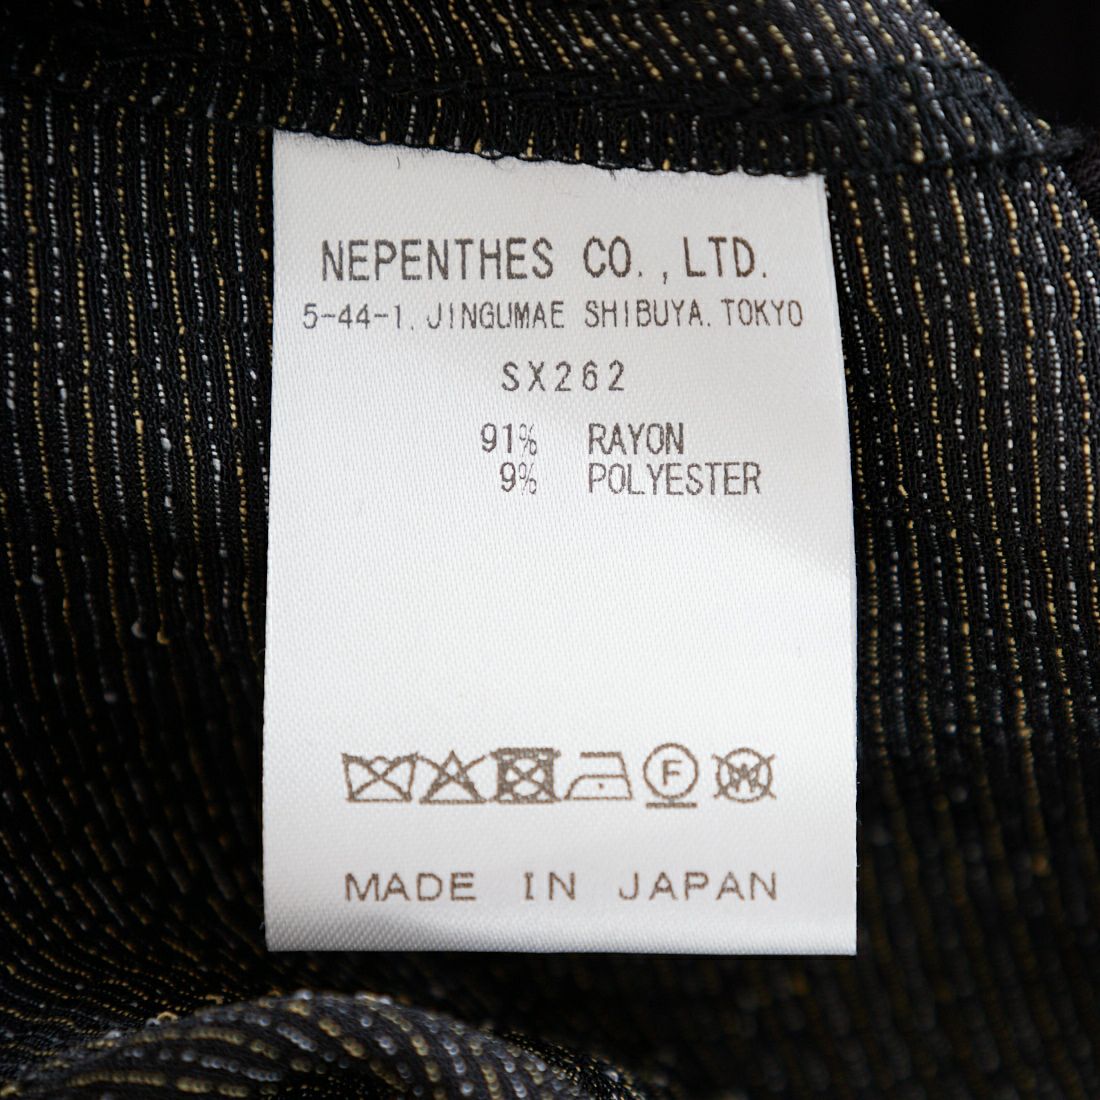 NEPENTHES CO.,LTD.
5-44-1. JINGUMAE SHIBUYA. TOKYO
SX262
91% RAYON
9% POLYESTER
F
W
MADE IN JAPAN